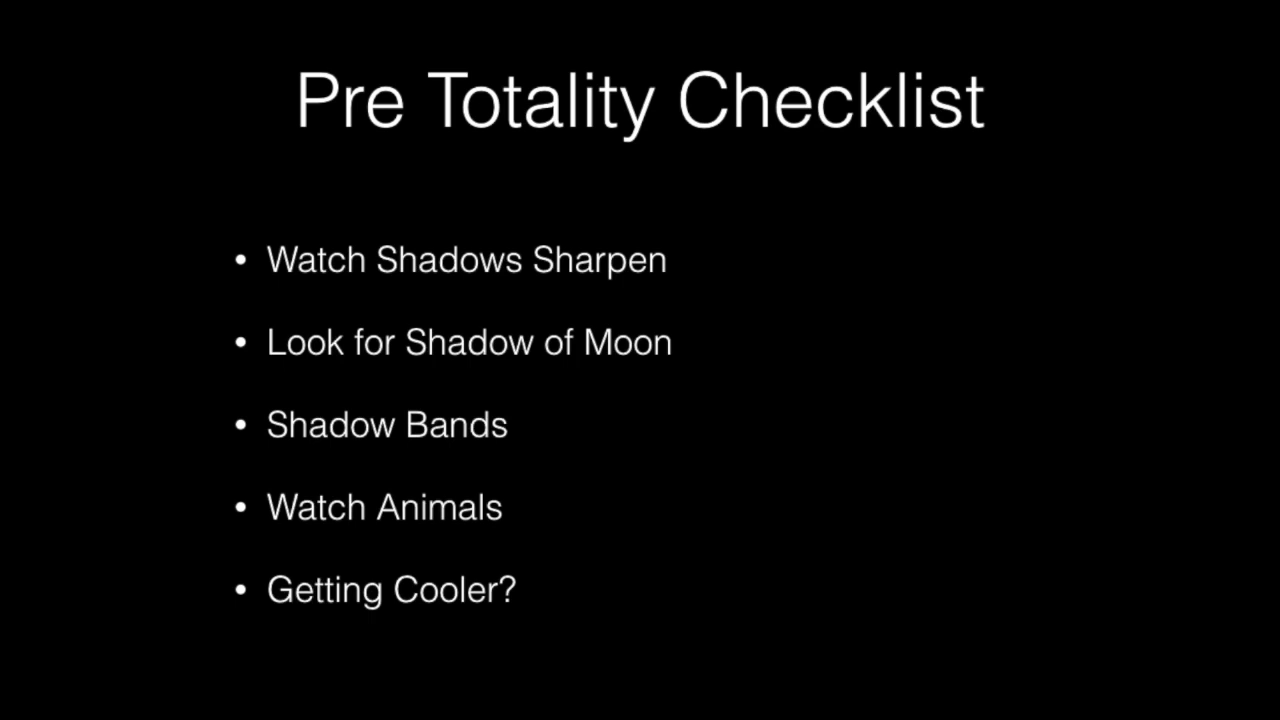 Pre Totality Checklist
• Watch Shadows Sharpen
• Look for Shadow of Moon
• Shadow Bands
• Watch Animals
• Getting Cooler?